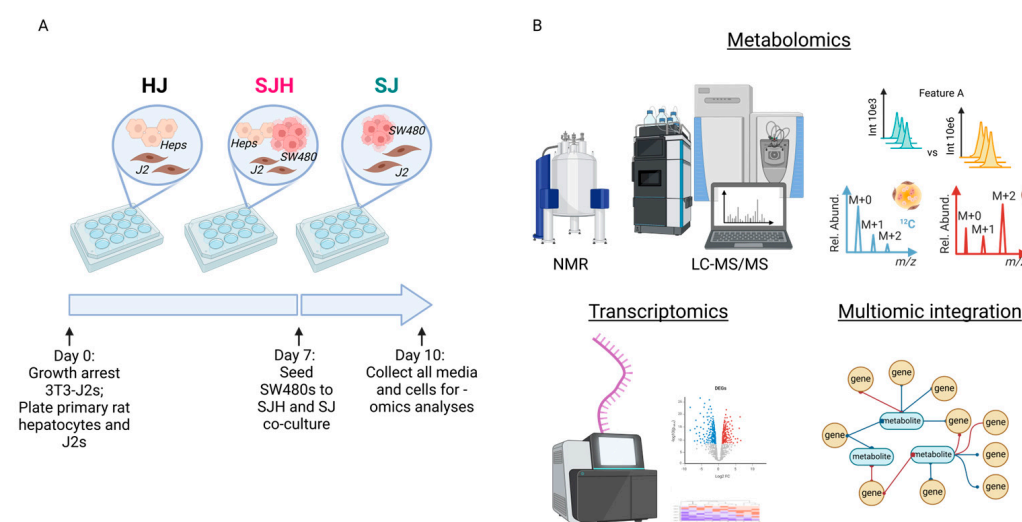 A
HJ
SJH
SJ
Heps
J2
Heps
SW480
J2
SW480
J2
Day 0:
Growth arrest
3T3-J2s;
Plate primary rat
hepatocytes and
J2s
Day 7:
Seed
SW480s to
SJH and SJ
co-culture
Day 10:
Collect all media
and cells for -
omics analyses
B
Metabolomics
NMR
LC-MS/MS
Feature A
Int 10e3
vs
Int 10e6
Rel. Abund.
M+0
M+1
M+2
12C
m/z
Rel. Abund.
M+0
M+1
M+2
m/
Transcriptomics
DEGs
Log2 FC
Multiomic integration
gene
gene
gene
metabolite
gene
gene
gene
metabolite
metabolite
gene
gene
gene
gene